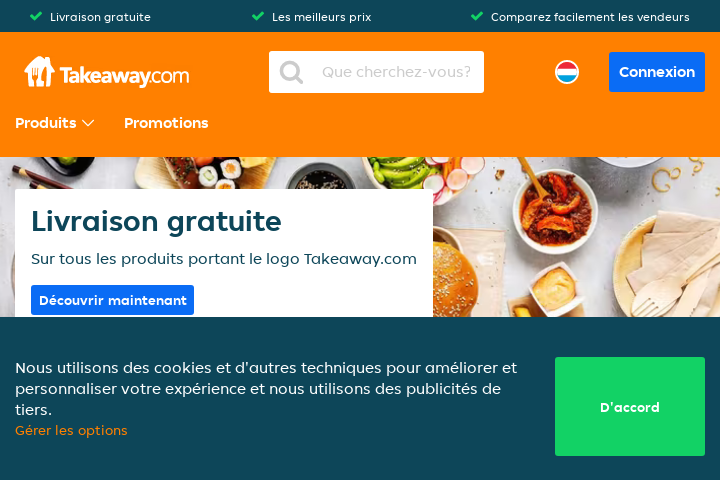 Livraison gratuite
Les meilleurs prix
Comparez facilement les vendeurs
Takeaway.com
Que cherchez-vous?
Connexion
Produits
Promotions
Livraison gratuite
Sur tous les produits portant le logo Takeaway.com
Découvrir maintenant
Nous utilisons des cookies et d'autres techniques pour améliorer et
personnaliser votre expérience et nous utilisons des publicités de
tiers.
Gérer les options
D'accord